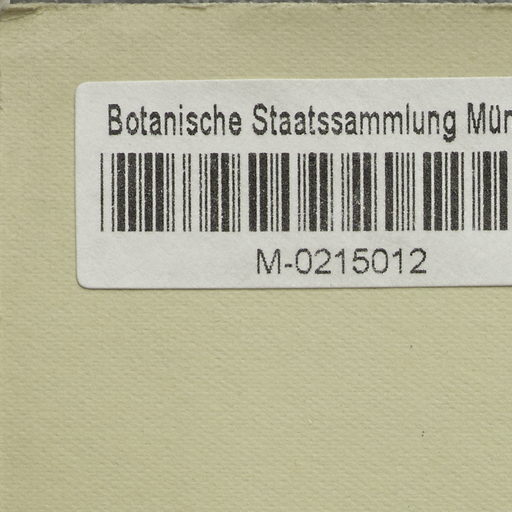 Botanische Staatssammlung Mün
M-0215012